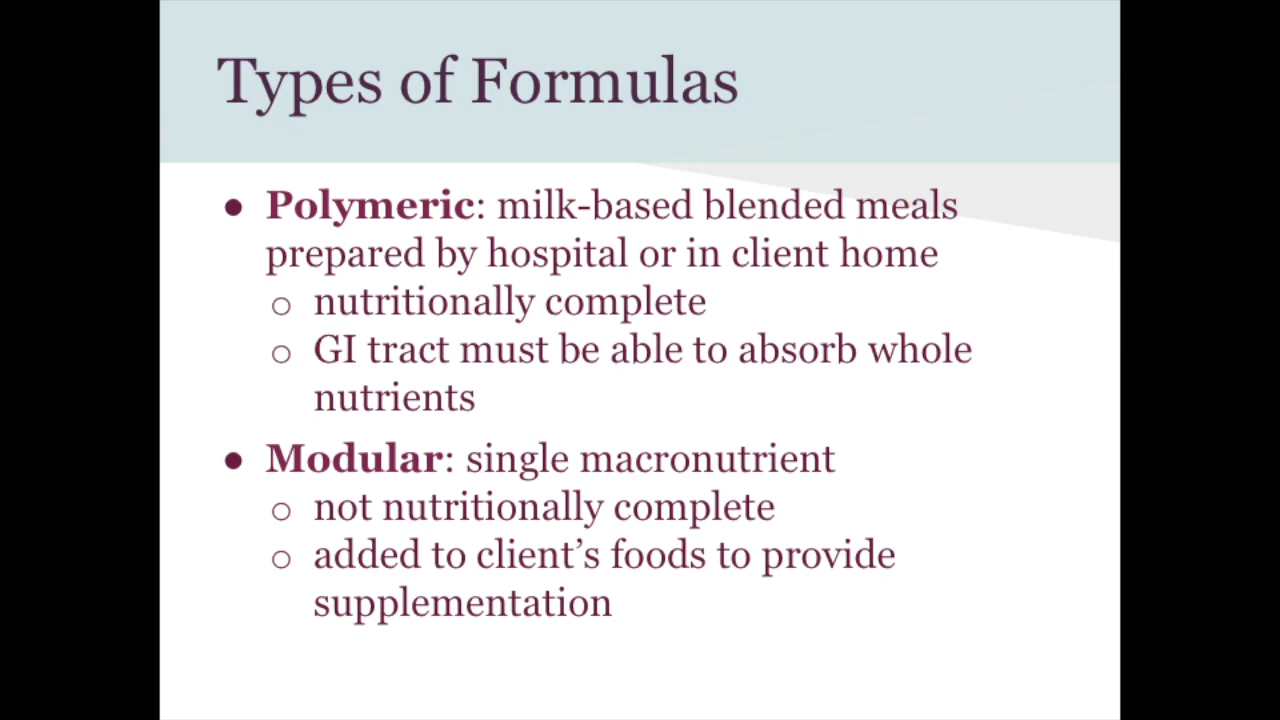 Types of Formulas
● Polymeric: milk-based blended meals
prepared by hospital or in client home
○ nutritionally complete
○ GI tract must be able to absorb whole
nutrients
● Modular: single macronutrient
○ not nutritionally complete
○ added to client’s foods to provide
supplementation